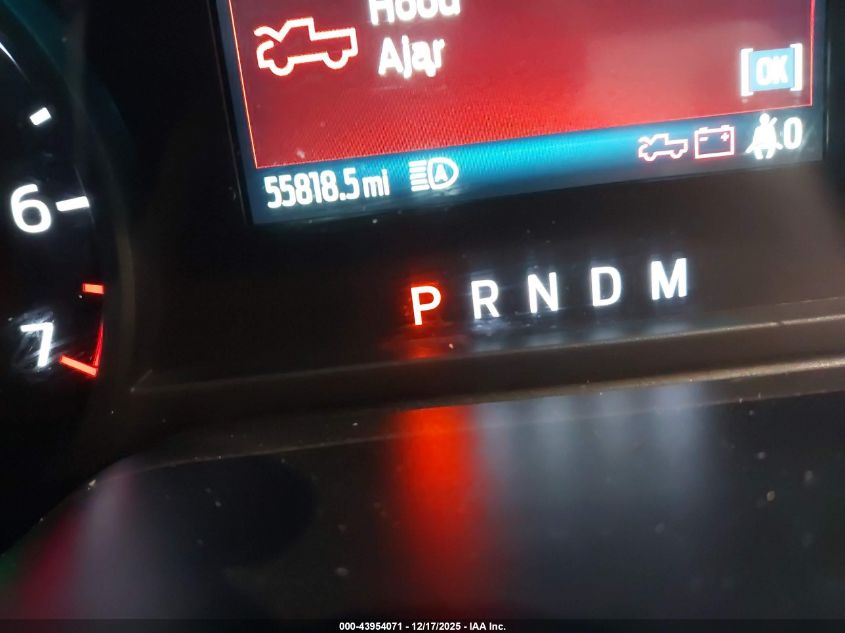 Hood
Ajar
[OK]
55818.5 mi
A
0
6
P R N D M
7
000-43954071 - 12/17/2025 - IAA Inc.